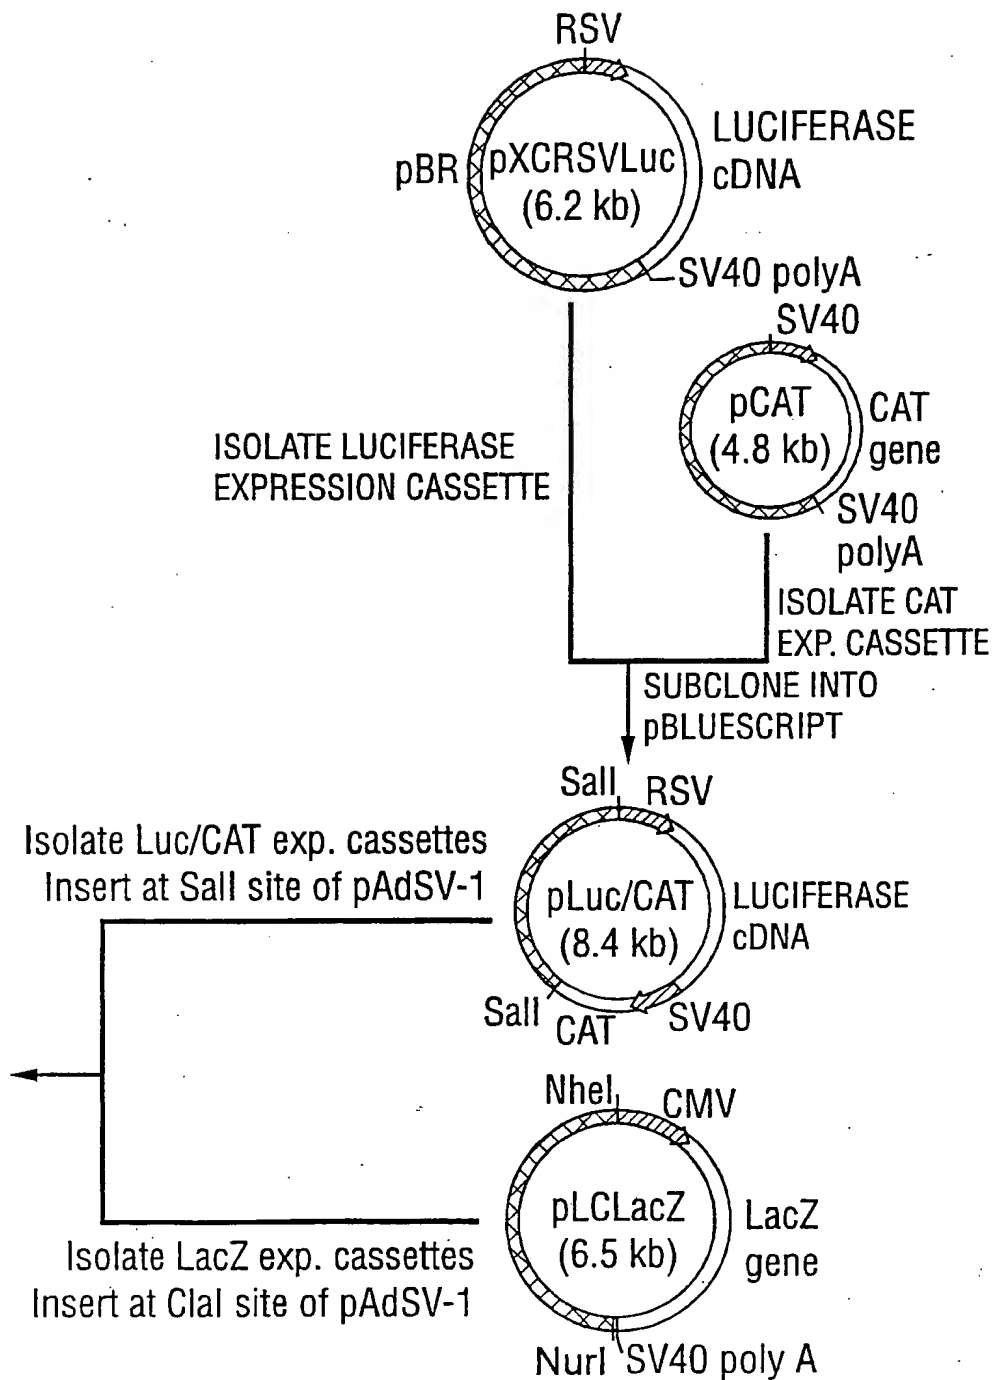 RSV
pBR
pXCRSVLuc
(6.2 kb)
LUCIFERASE
cDNA
SV40 polyA
SV40
pCAT
(4.8 kb)
CAT
gene
SV40
polyA
ISOLATE LUCIFERASE
EXPRESSION CASSETTE
ISOLATE CAT
EXP. CASSETTE
SUBCLONE INTO
pBLUESCRIPT
SalI
RSV
Isolate Luc/CAT exp. cassettes
Insert at SalI site of pAdSV-1
pLuc/CAT
(8.4 kb)
LUCIFERASE
cDNA
SalI
CAT
SV40
NheI
CMV
pLCLacZ
(6.5 kb)
LacZ
gene
Isolate LacZ exp. cassettes
Insert at ClaI site of pAdSV-1
NurI
SV40 poly A